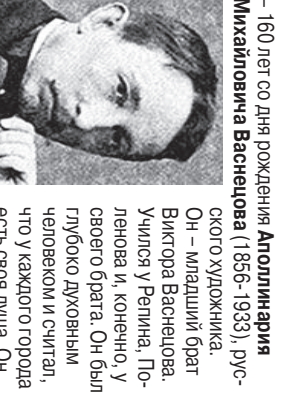 – 160 лет со дня рождения Аполлинария
Михайловича Васнецова (1856-1933), рус-
ского художника.
Он – младший брат
Виктора Васнецова.
Учился у Репина, По-
ленова и, конечно, у
своего брата. Он был
глубоко духовным
человеком и считал,
что у каждого города
есть своя душа. Он